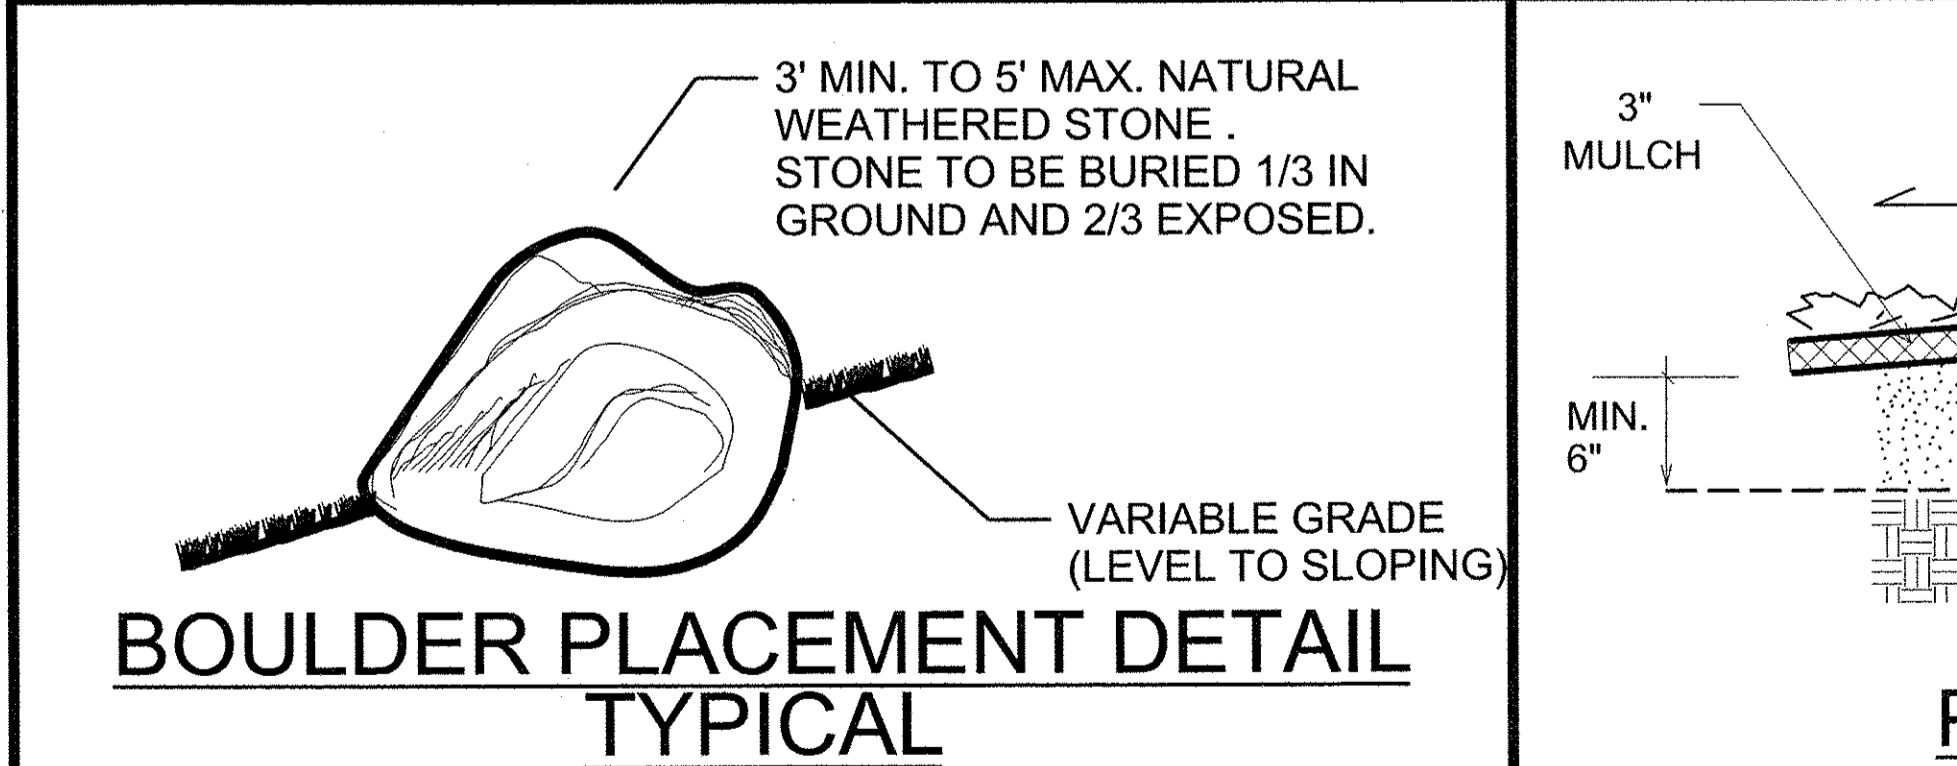 3' MIN. TO 5' MAX. NATURAL
WEATHERED STONE .
STONE TO BE BURIED 1/3 IN
GROUND AND 2/3 EXPOSED.
VARIABLE GRADE
(LEVEL TO SLOPING)
BOULDER PLACEMENT DETAIL
TYPICAL
3"
MULCH
MIN.
6"